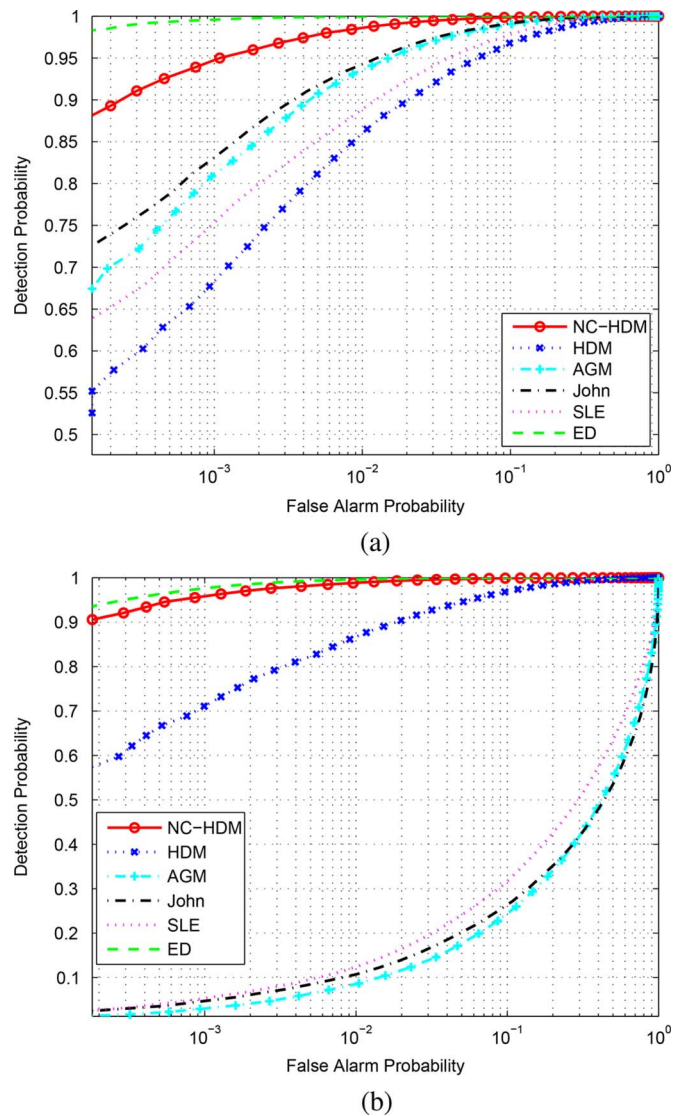 1
0.95
0.9
0.85
0.8
0.75
0.7
0.65
0.6
0.55
0.5
Detection Probability
NC−HDM
HDM
AGM
John
SLE
ED
10−3
10−2
10−1
100
False Alarm Probability
(a)
1
0.9
0.8
0.7
0.6
0.5
0.4
0.3
0.2
0.1
Detection Probability
NC−HDM
HDM
AGM
John
SLE
ED
10−3
10−2
10−1
100
False Alarm Probability
(b)